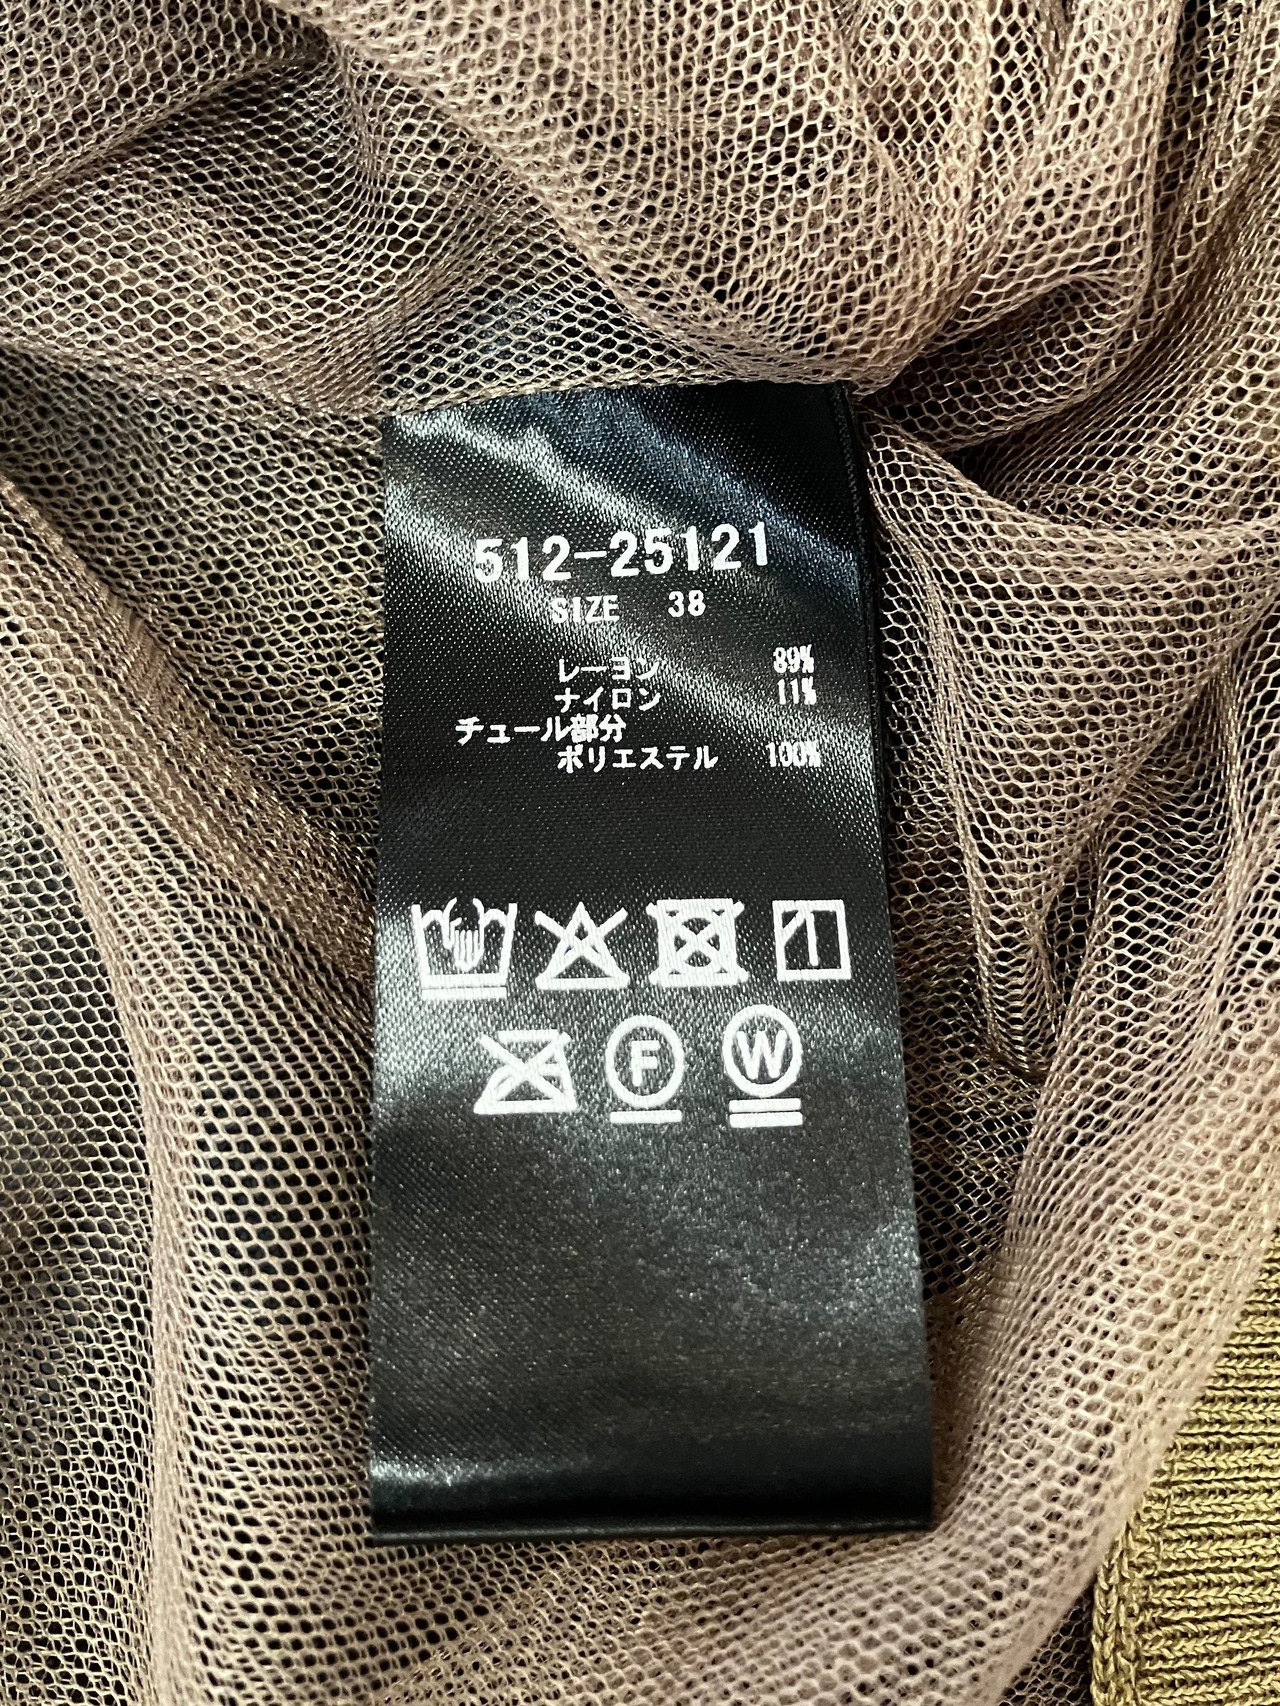 512-25121
SIZE 38
レーヨン 89%
ナイロン 11%
チュール部分
ポリエステル 100%
F W